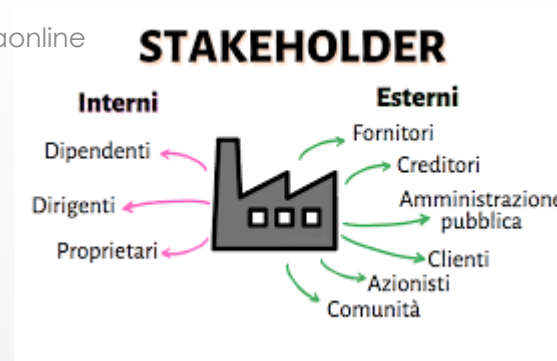 aonline
STAKEHOLDER
Interni
Dipendenti
Dirigenti
Proprietari
Esterni
Fornitori
Creditori
Amministrazione
pubblica
Clienti
Azionisti
Comunità